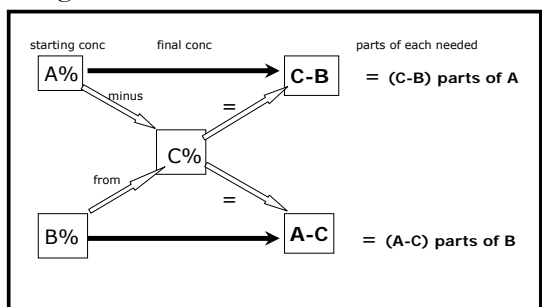 starting conc final conc parts of each needed
A% C-B = (C-B) parts of A
minus =
C%
from =
B% A-C = (A-C) parts of B